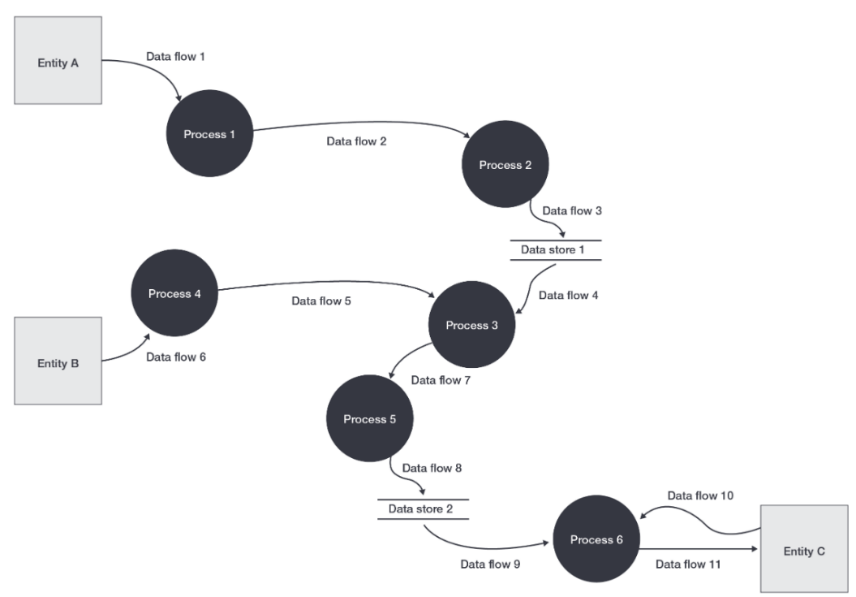 Entity A
Data flow 1
Process 1
Data flow 2
Process 2
Data flow 3
Data store 1
Data flow 4
Process 4
Data flow 5
Process 3
Entity B
Data flow 6
Data flow 7
Process 5
Data flow 8
Data store 2
Data flow 9
Process 6
Data flow 10
Data flow 11
Entity C